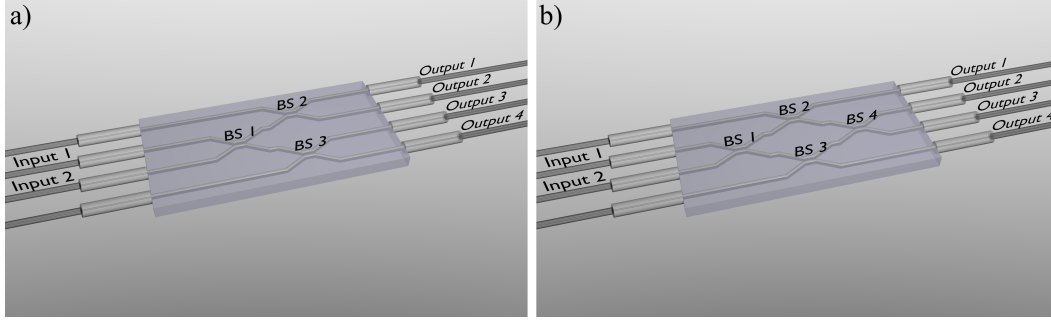 a)
Output 1
Output 2
Output 3
Output 4
BS 2
BS 1
BS 3
Input 1
Input 2
b)
Output 1
Output 2
Output 3
Output 4
BS 2
BS 4
BS 1
BS 3
Input 1
Input 2